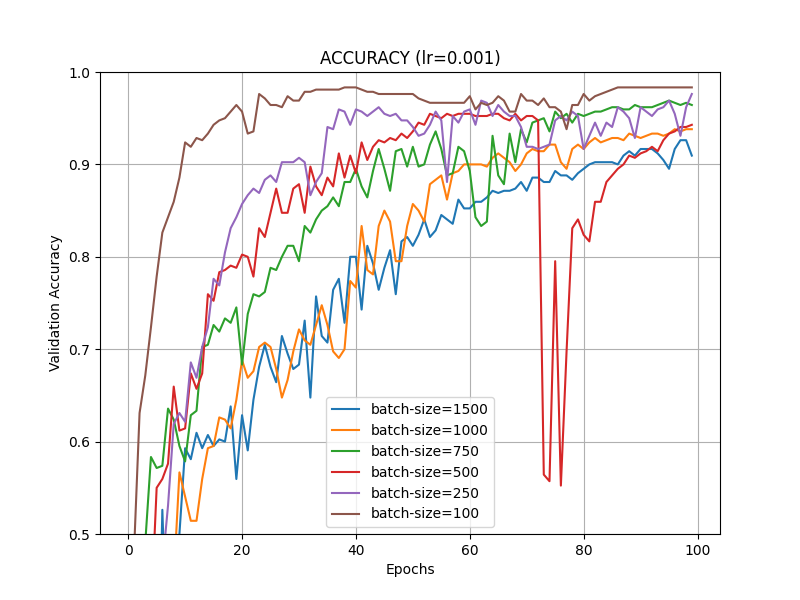 ACCURACY (lr=0.001)
Validation Accuracy
1.0
0.9
0.8
0.7
0.6
0.5
batch-size=1500
batch-size=1000
batch-size=750
batch-size=500
batch-size=250
batch-size=100
0 20 40 60 80 100
Epochs